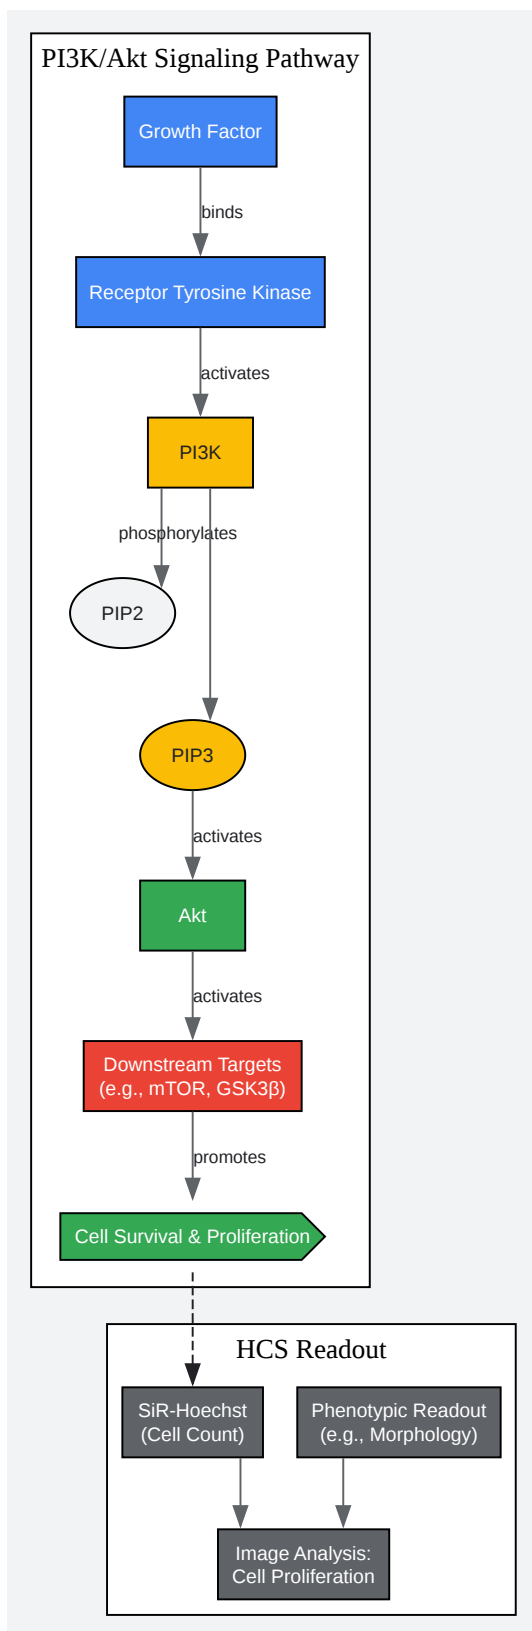 PI3K/Akt Signaling Pathway
Growth Factor
binds
Receptor Tyrosine Kinase
activates
PI3K
phosphorylates
PIP2
PIP3
activates
Akt
activates
Downstream Targets
(e.g., mTOR, GSK3β)
promotes
Cell Survival & Proliferation
HCS Readout
SiR-Hoechst
(Cell Count)
Phenotypic Readout
(e.g., Morphology)
Image Analysis:
Cell Proliferation